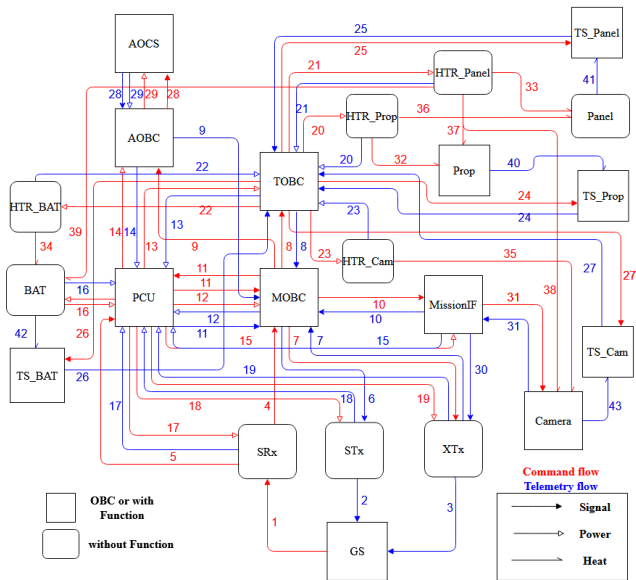 AOCS
25
TS_Panel
21
HTR_Panel
33
41
28
29
29
28
9
21
HTR_Prop
36
Panel
AOBC
20
37
22
20
32
Prop
40
TOBC
HTR_BAT
24
TS_Prop
39
22
23
24
34
14
14
13
13
9
8
8
23
HTR_Cam
35
27
BAT
11
38
16
PCU
11
MOBC
MissionIF
31
27
16
12
10
42
26
12
10
31
TS_Cam
11
15
7
7
15
TS_BAT
26
19
30
17
18
4
18
6
19
Camera
43
17
SRx
STx
XTx
5
Command flow
Telemetry flow
OBC or with
Function
1
2
3
Signal
Power
without Function
GS
Heat